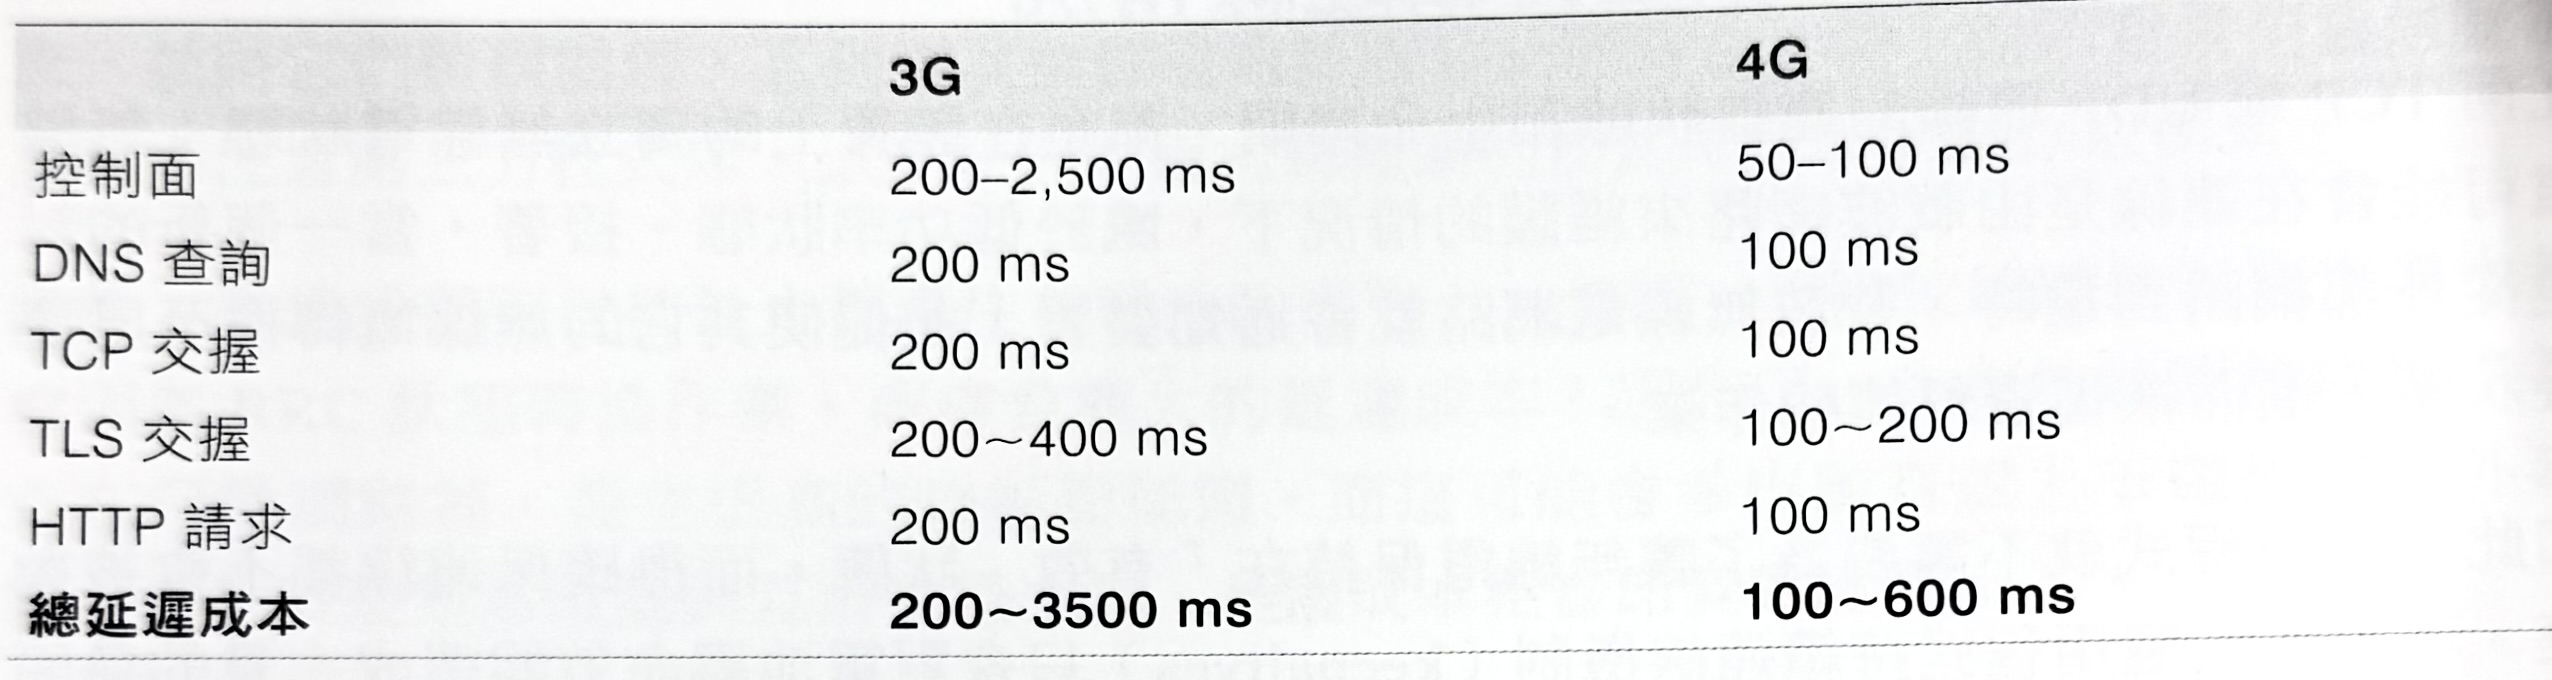 3G 4G
控制面 200–2,500 ms 50–100 ms
DNS 查詢 200 ms 100 ms
TCP 交握 200 ms 100 ms
TLS 交握 200~400 ms 100~200 ms
HTTP 請求 200 ms 100 ms
總延遲成本 200~3500 ms 100~600 ms